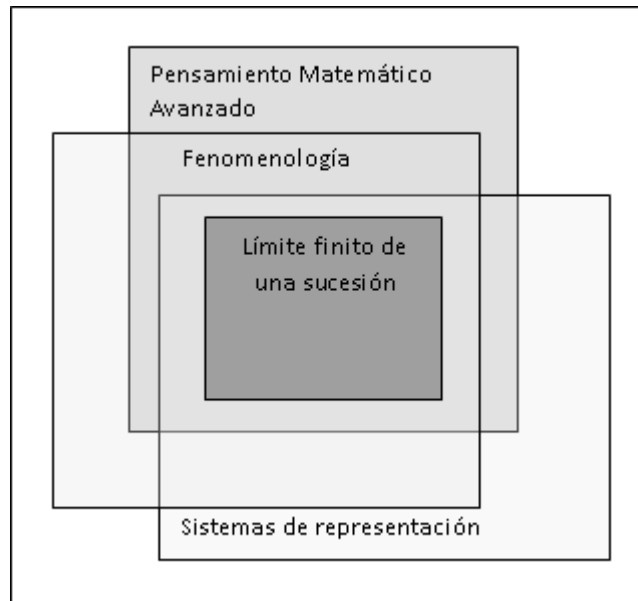 Pensamiento Matemático
Avanzado
Fenomenología
Límite finito de
una sucesión
Sistemas de representación